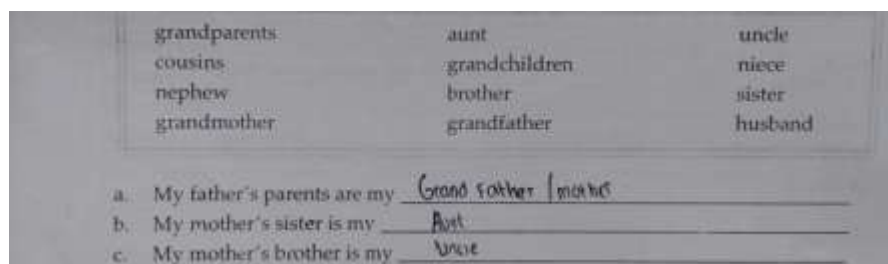 grandparents aunt uncle
cousins grandchildren niece
nephew brother sister
grandmother grandfather husband
a. My father's parents are my Grand Father / mother
b. My mother's sister is my Aunt
c. My mother's brother is my Uncle